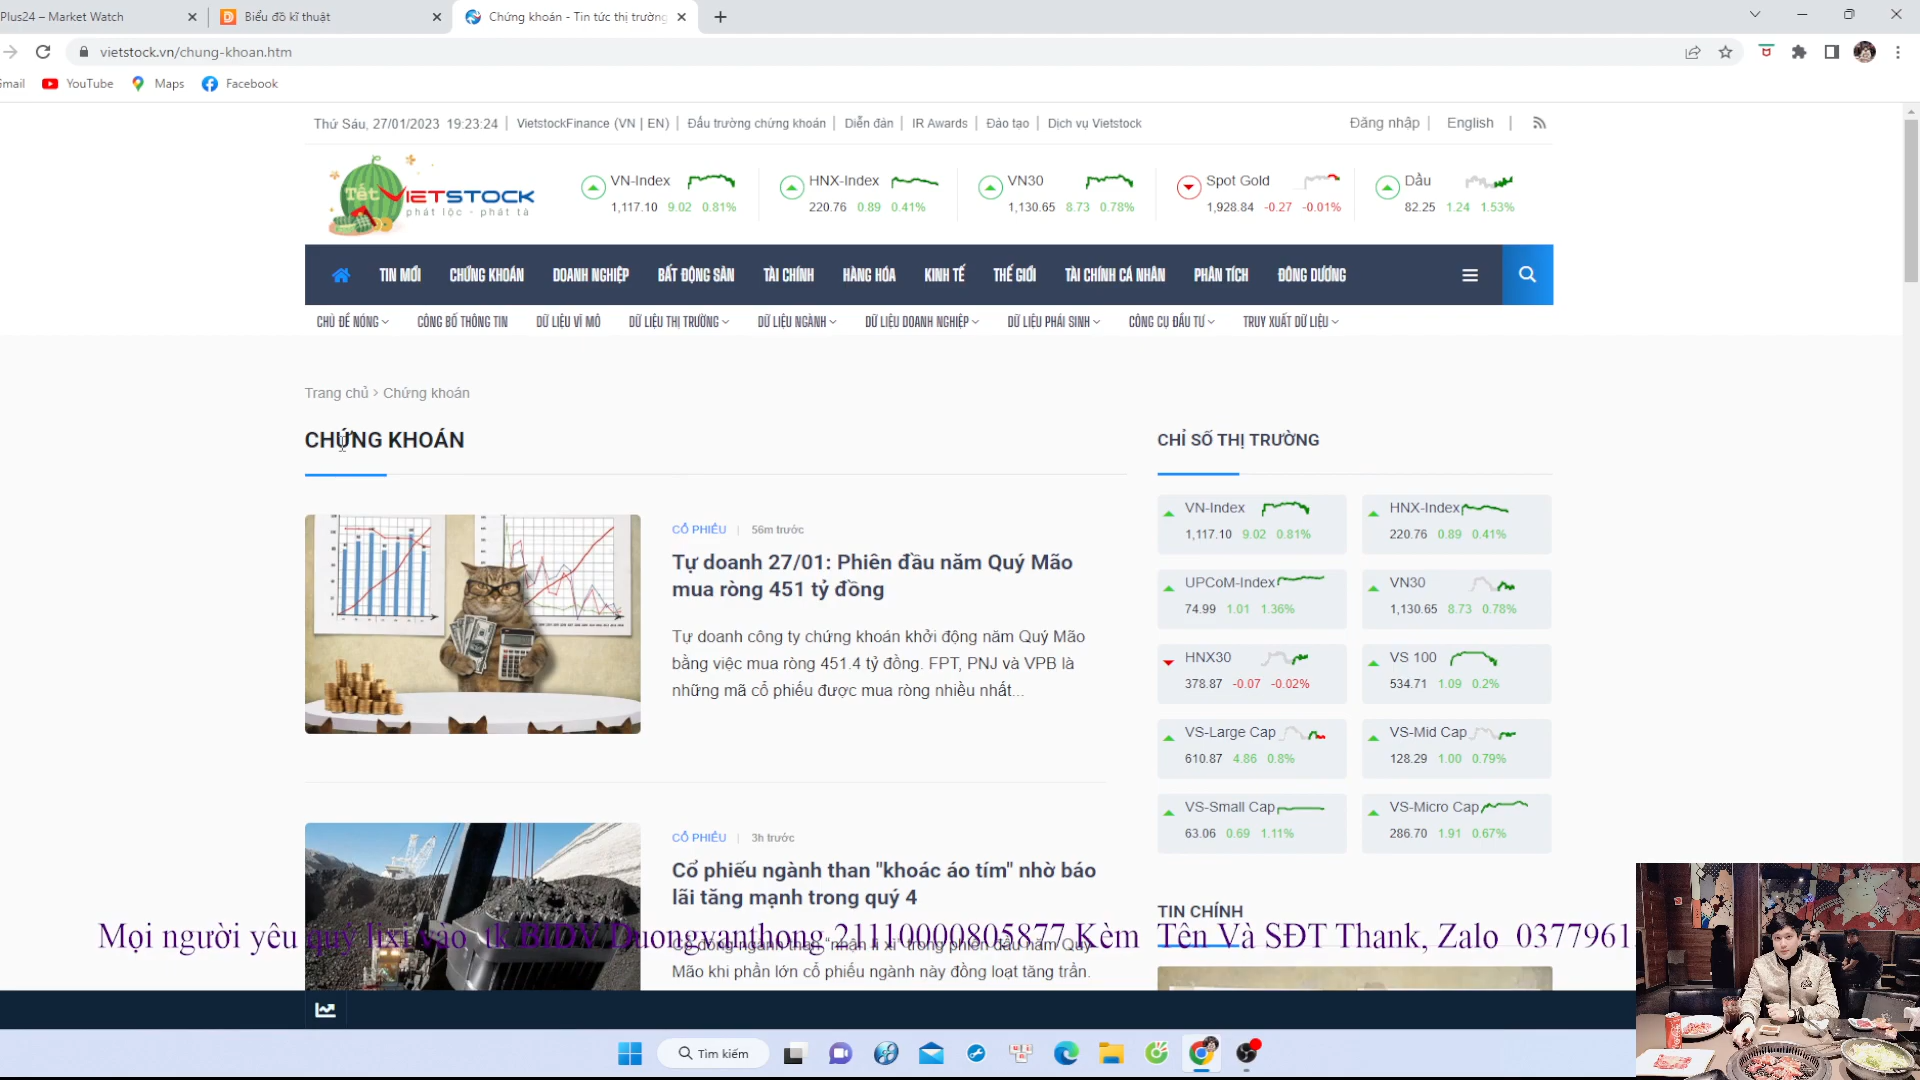 Plus24 – Market Watch
Biểu đồ kĩ thuật
Chứng khoán - Tin tức thị trường
vietstock.vn/chung-khoan.htm
YouTube
Maps
Facebook
Thứ Sáu, 27/01/2023 19:23:24 | VietstockFinance (VN | EN) | Đấu trường chứng khoán | Diễn đàn | IR Awards | Đào tạo | Dịch vụ Vietstock
Đăng nhập | English |
Tết VIETSTOCK
phát lộc - phát tài
VN-Index
1,117.10 9.02 0.81%
HNX-Index
220.76 0.89 0.41%
VN30
1,130.65 8.73 0.78%
Spot Gold
1,928.84 -0.27 -0.01%
Dầu
82.25 1.24 1.53%
TIN MỚI CHỨNG KHOÁN DOANH NGHIỆP BẤT ĐỘNG SẢN TÀI CHÍNH HÀNG HÓA KINH TẾ THẾ GIỚI TÀI CHÍNH CÁ NHÂN PHÂN TÍCH ĐÔNG DƯƠNG
CHỦ ĐỀ NÓNG CÔNG BỐ THÔNG TIN DỮ LIỆU VĨ MÔ DỮ LIỆU THỊ TRƯỜNG DỮ LIỆU NGÀNH DỮ LIỆU DOANH NGHIỆP DỮ LIỆU PHÁI SINH CÔNG CỤ ĐẦU TƯ TRUY XUẤT DỮ LIỆU
Trang chủ > Chứng khoán
CHỨNG KHOÁN
CỔ PHIẾU | 56m trước
Tự doanh 27/01: Phiên đầu năm Quý Mão
mua ròng 451 tỷ đồng
Tự doanh công ty chứng khoán khởi động năm Quý Mão
bằng việc mua ròng 451.4 tỷ đồng. FPT, PNJ và VPB là
những mã cổ phiếu được mua ròng nhiều nhất...
CỔ PHIẾU | 3h trước
Cổ phiếu ngành than "khoác áo tím" nhờ báo
lãi tăng mạnh trong quý 4
Cổ đông ngành than "nhận lì xì" trong phiên đầu năm Quý
Mão khi phần lớn cổ phiếu ngành này đồng loạt tăng trần.
CHỈ SỐ THỊ TRƯỜNG
VN-Index
1,117.10 9.02 0.81%
HNX-Index
220.76 0.89 0.41%
UPCoM-Index
74.99 1.01 1.36%
VN30
1,130.65 8.73 0.78%
HNX30
378.87 -0.07 -0.02%
VS 100
534.71 1.09 0.2%
VS-Large Cap
610.87 4.86 0.8%
VS-Mid Cap
128.29 1.00 0.79%
VS-Small Cap
63.06 0.69 1.11%
VS-Micro Cap
286.70 1.91 0.67%
TIN CHÍNH
Mọi người yêu quý lixi vào tk BIDV Duongvanthong 21110000805877 Kèm Tên Và SĐT Thank, Zalo 0377961
Tìm kiếm